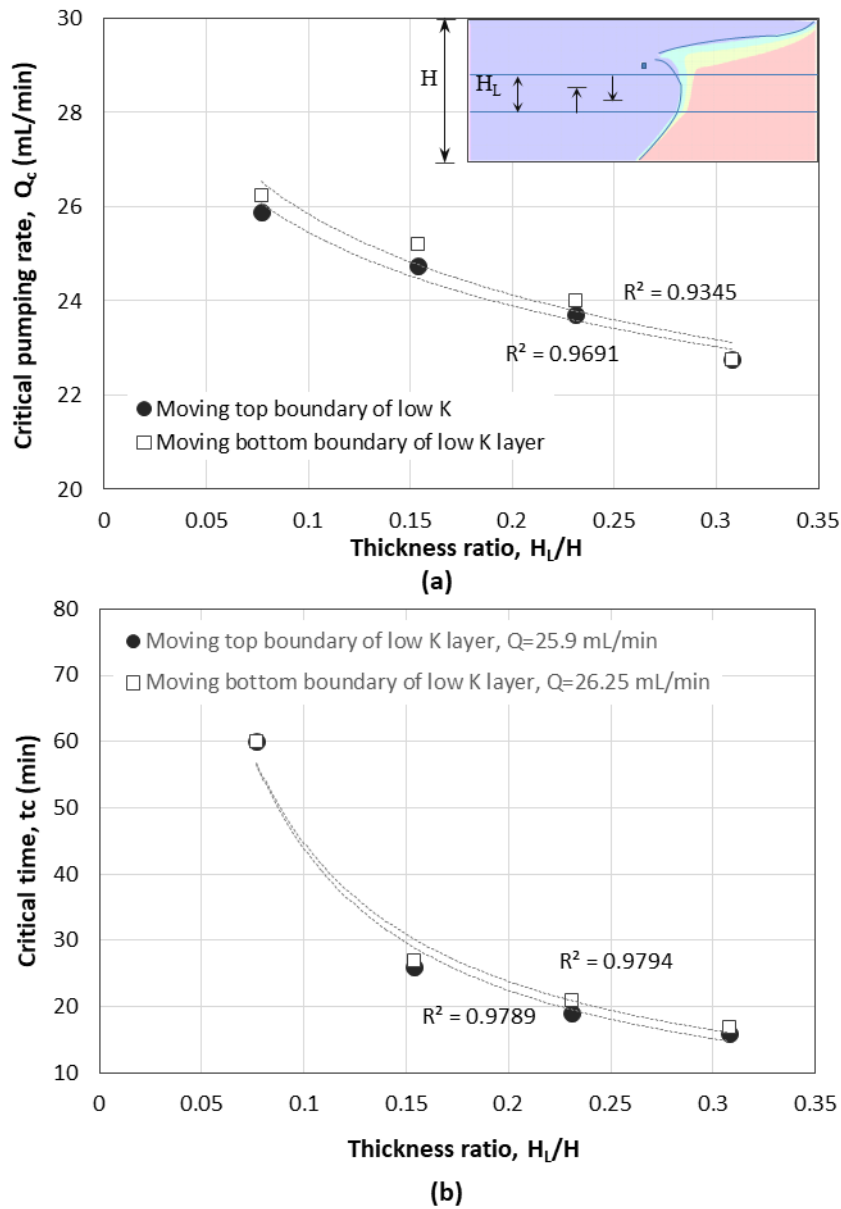 30
28
26
24
22
20
Critical pumping rate, Qc (mL/min)
H
HL
R² = 0.9345
R² = 0.9691
Moving top boundary of low K
Moving bottom boundary of low K layer
0 0.05 0.1 0.15 0.2 0.25 0.3 0.35
Thickness ratio, HL/H
(a)
80
70
60
50
40
30
20
10
Critical time, tc (min)
Moving top boundary of low K layer, Q=25.9 mL/min
Moving bottom boundary of low K layer, Q=26.25 mL/min
R² = 0.9794
R² = 0.9789
0 0.05 0.1 0.15 0.2 0.25 0.3 0.35
Thickness ratio, HL/H
(b)